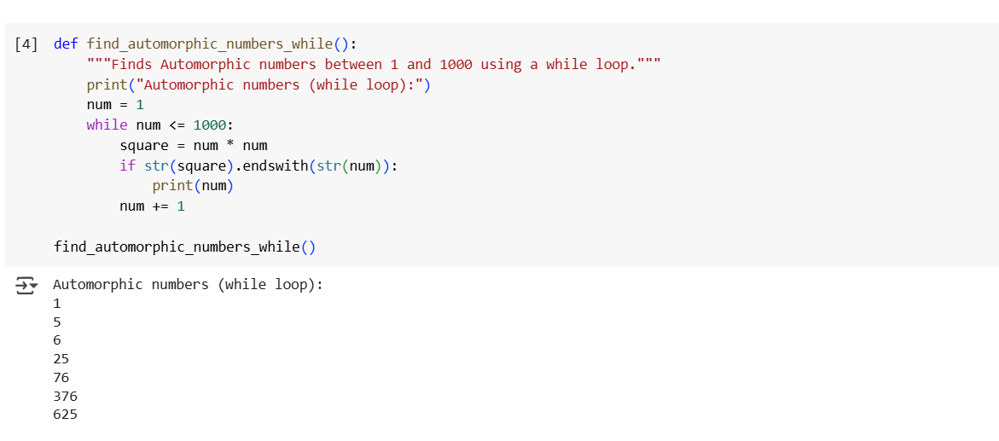 [4] def find_automorphic_numbers_while():
    """Finds Automorphic numbers between 1 and 1000 using a while loop."""
    print("Automorphic numbers (while loop):")
    num = 1
    while num <= 1000:
        square = num * num
        if str(square).endswith(str(num)):
            print(num)
        num += 1
find_automorphic_numbers_while()
Automorphic numbers (while loop):
1
5
6
25
76
376
625